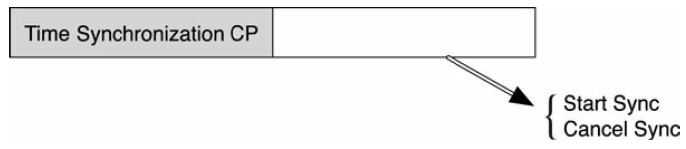 Time Synchronization CP
Start Sync
Cancel Sync